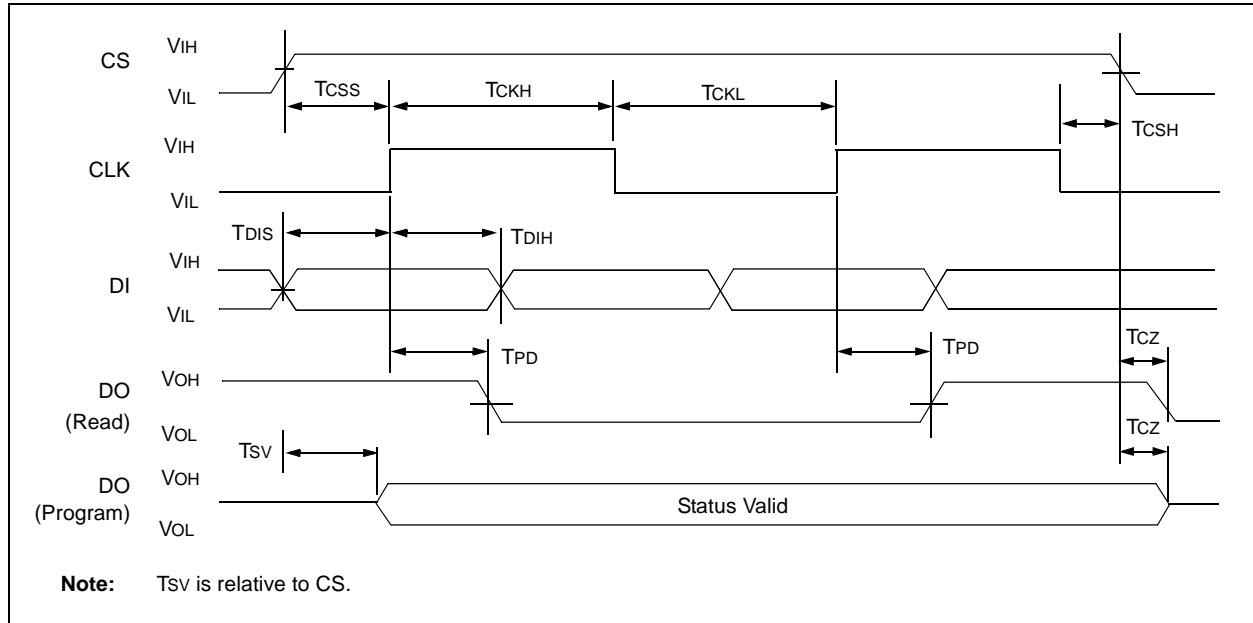 CS
VIH
VIL
TCSS
TCKH
TCKL
TCSH
CLK
VIH
VIL
TDIS
TDIH
DI
VIH
VIL
TPD
TPD
TCZ
DO
(Read)
VOH
VOL
TCZ
TSV
DO
(Program)
VOH
VOL
Status Valid
Note: TSV is relative to CS.